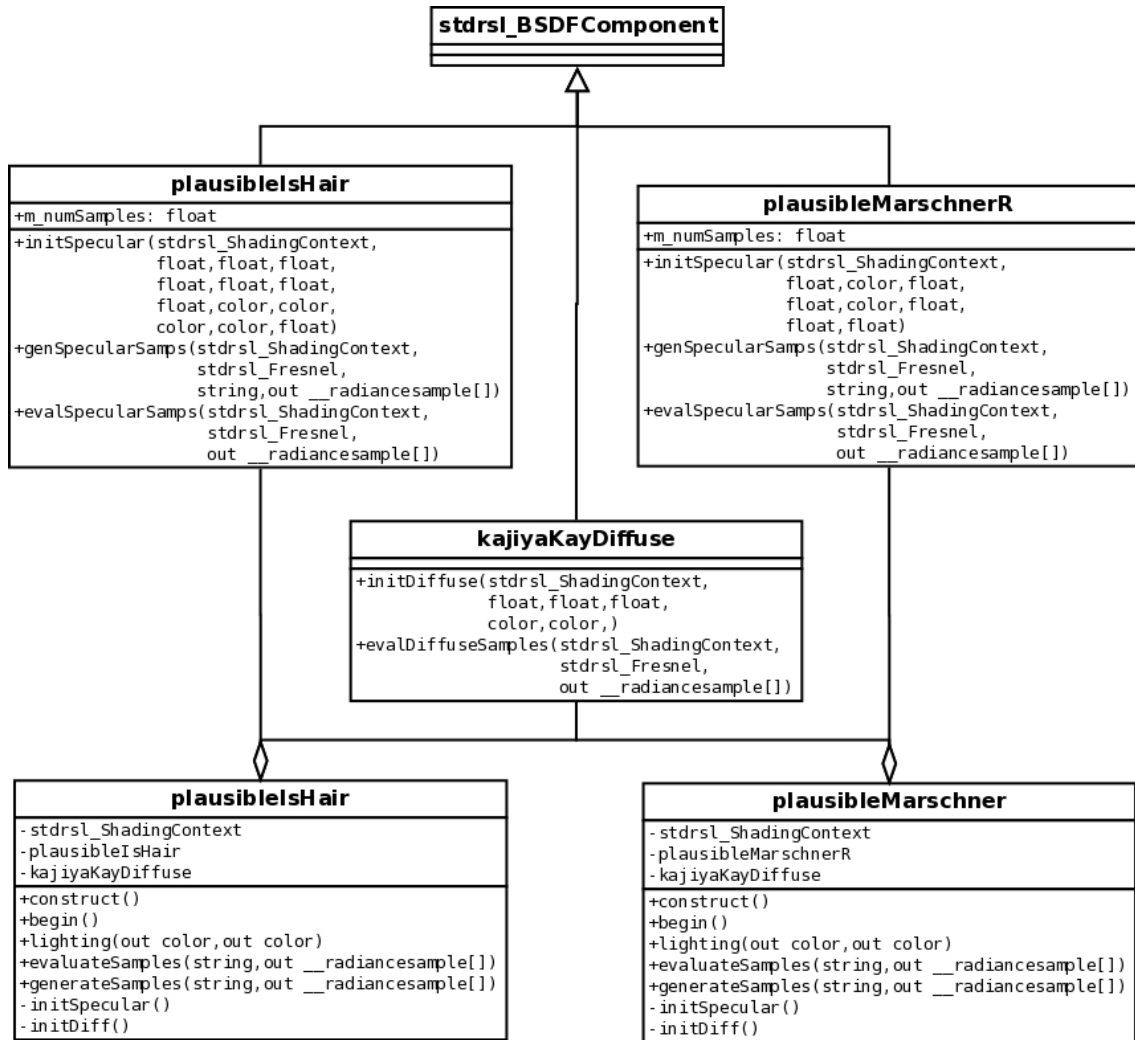 stdrsl_BSDFComponent
plausibleIsHair
+m_numSamples: float
+initSpecular(stdrsl_ShadingContext,
float,float,float,
float,float,float,
float,color,color,
color,color,float)
+genSpecularSamps(stdrsl_ShadingContext,
stdrsl_Fresnel,
string,out __radiancesample[])
+evalSpecularSamps(stdrsl_ShadingContext,
stdrsl_Fresnel,
out __radiancesample[])
plausibleMarschnerR
+m_numSamples: float
+initSpecular(stdrsl_ShadingContext,
float,color,float,
float,color,float,
float,float)
+genSpecularSamps(stdrsl_ShadingContext,
stdrsl_Fresnel,
string,out __radiancesample[])
+evalSpecularSamps(stdrsl_ShadingContext,
stdrsl_Fresnel,
out __radiancesample[])
kajiyaKayDiffuse
+initDiffuse(stdrsl_ShadingContext,
float,float,float,
color,color,)
+evalDiffuseSamples(stdrsl_ShadingContext,
stdrsl_Fresnel,
out __radiancesample[])
plausibleIsHair
-stdrsl_ShadingContext
-plausibleIsHair
-kajiyaKayDiffuse
+construct()
+begin()
+lighting(out color,out color)
+evaluateSamples(string,out __radiancesample[])
+generateSamples(string,out __radiancesample[])
-initSpecular()
-initDiff()
plausibleMarschner
-stdrsl_ShadingContext
-plausibleMarschnerR
-kajiyaKayDiffuse
+construct()
+begin()
+lighting(out color,out color)
+evaluateSamples(string,out __radiancesample[])
+generateSamples(string,out __radiancesample[])
-initSpecular()
-initDiff()